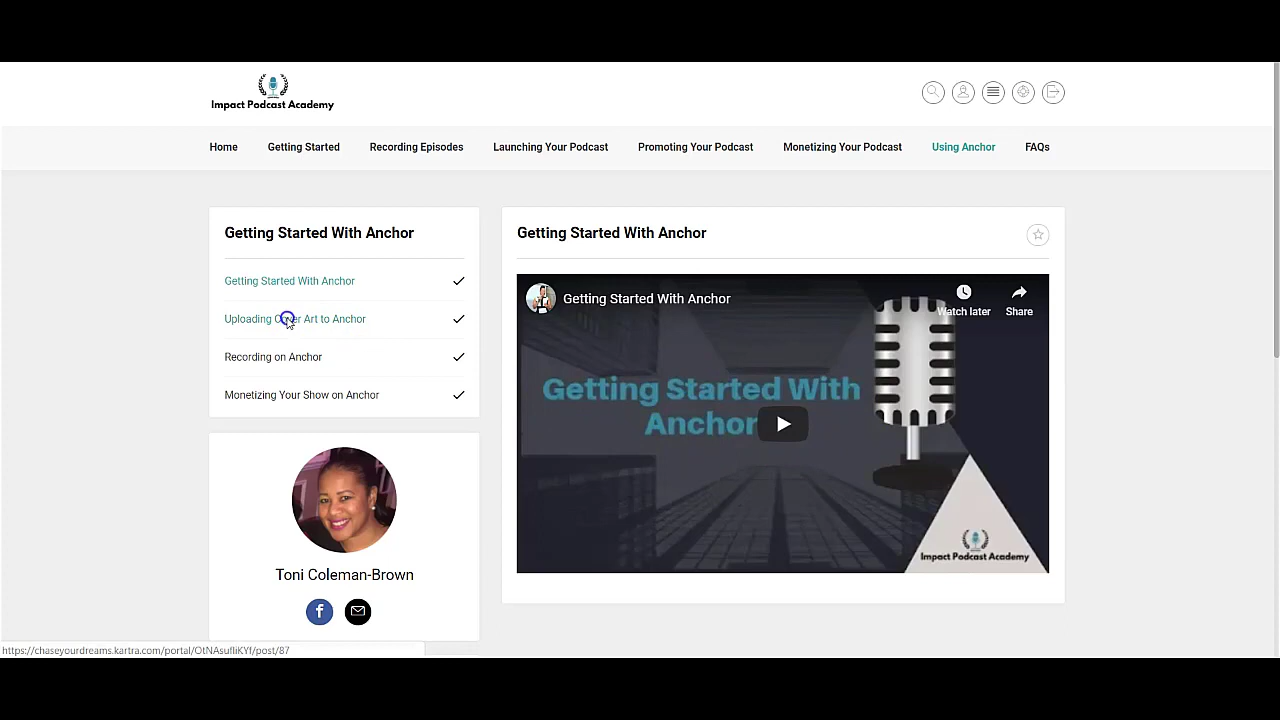 Impact Podcast Academy
Home Getting Started Recording Episodes Launching Your Podcast Promoting Your Podcast Monetizing Your Podcast Using Anchor FAQs
Getting Started With Anchor
Getting Started With Anchor
Uploading Cover Art to Anchor
Recording on Anchor
Monetizing Your Show on Anchor
Toni Coleman-Brown
Getting Started With Anchor
Getting Started With Anchor
Watch later
Share
Getting Started With
Anchor
Impact Podcast Academy
https://chaseyourdreams.kartra.com/portal/OtNAsufliKYf/post/87